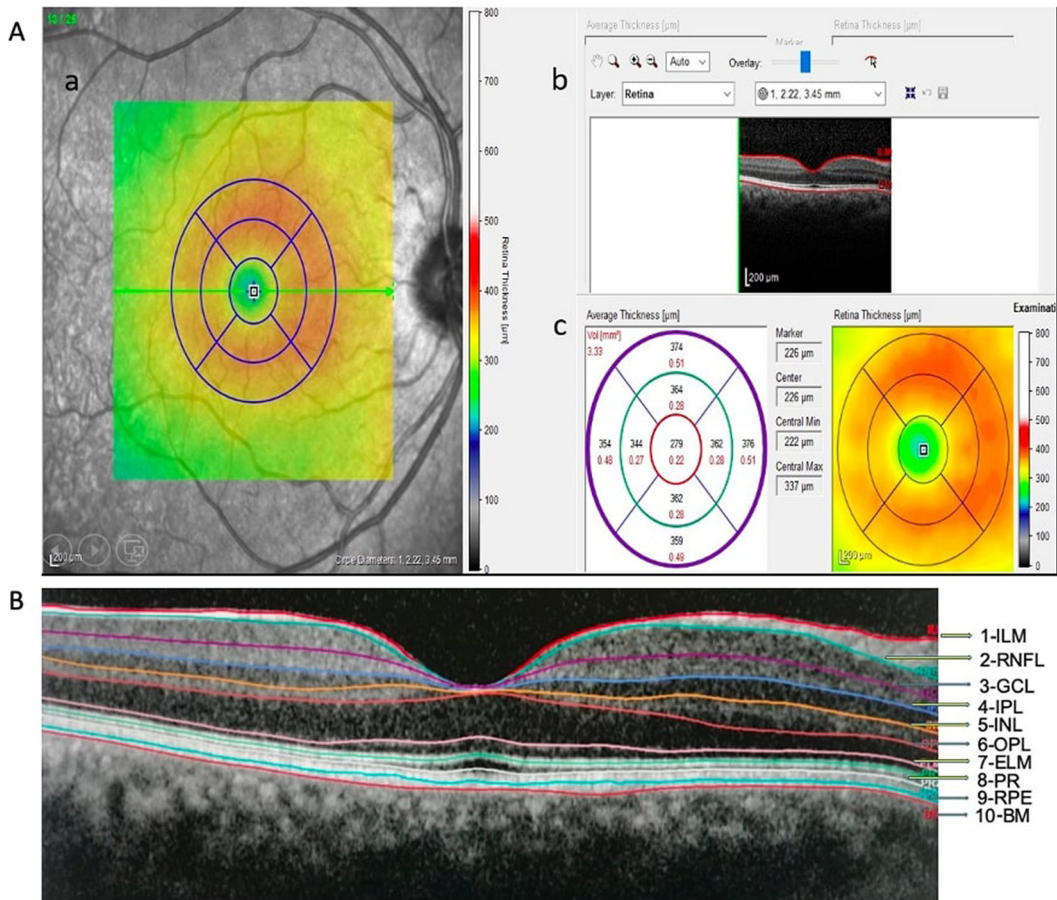 A
13 / 25
a
800
700
600
500
400
300
200
100
0
Retina Thickness [µm]
200 µm
Circle Diameters: 1, 2.22, 3.45 mm
b
Average Thickness [µm]
Retina Thickness [µm]
Marker
Auto
Overlay:
Layer: Retina
1, 2.22, 3.45 mm
200 µm
c
Average Thickness [µm]
Vol [mm³]
3.33
374
0.51
364
0.28
354
0.48
344
0.27
279
0.22
362
0.28
376
0.51
362
0.28
359
0.49
Marker
226 µm
Center
226 µm
Central Min
222 µm
Central Max
337 µm
Retina Thickness [µm]
Examinati
200 µm
800
700
600
500
400
300
200
100
0
B
1-ILM
2-RNFL
3-GCL
4-IPL
5-INL
6-OPL
7-ELM
8-PR
9-RPE
10-BM